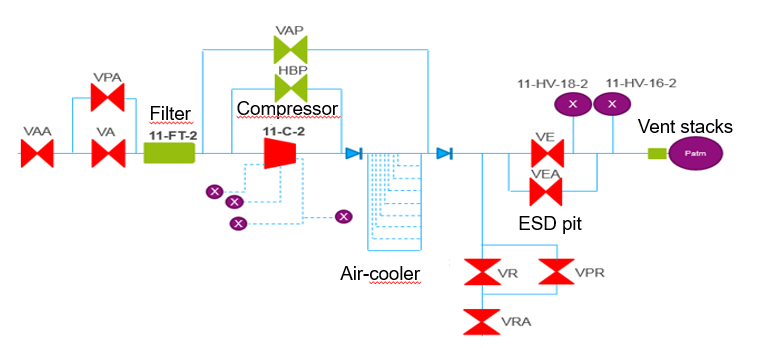 VAP
HBP
VPA
11-HV-18-2
11-HV-16-2
Filter
Compressor
VAA
VA
11-FT-2
11-C-2
X
X
Vent stacks
VE
Patm
VEA
X
X
X
X
ESD pit
Air-cooler
VR
VPR
VRA